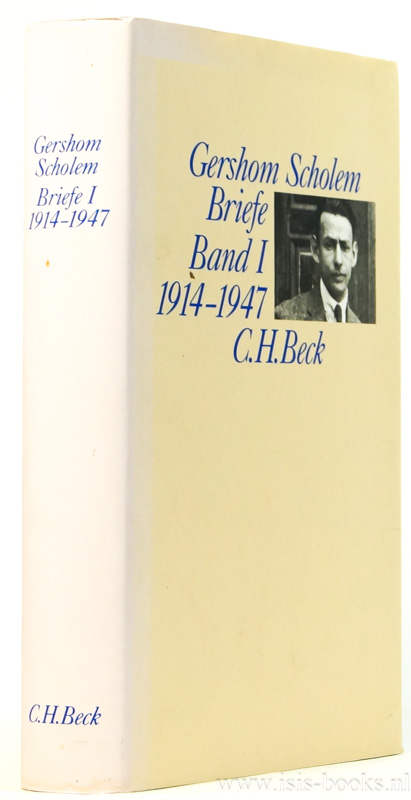 Gershom
Scholem
Briefe I
1914–1947
C.H.Beck
Gershom Scholem
Briefe
Band I
1914–1947
C.H.Beck
www.isis-books.nl